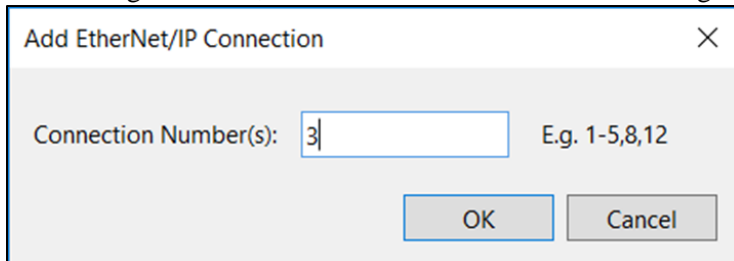 Add EtherNet/IP Connection
Connection Number(s): 3 E.g. 1-5,8,12
OK Cancel